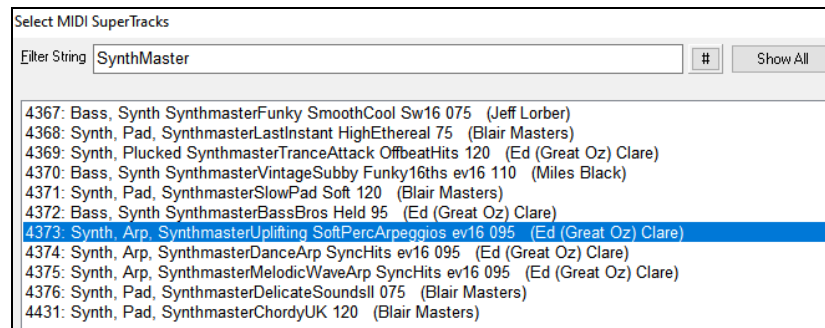 Select MIDI SuperTracks
Filter String SynthMaster # Show All
4367: Bass, Synth SynthmasterFunky SmoothCool Sw16 075 (Jeff Lorber)
4368: Synth, Pad, SynthmasterLastInstant HighEthereal 75 (Blair Masters)
4369: Synth, Plucked SynthmasterTranceAttack OffbeatHits 120 (Ed (Great Oz) Clare)
4370: Bass, Synth SynthmasterVintageSubby Funky16ths ev16 110 (Miles Black)
4371: Synth, Pad, SynthmasterSlowPad Soft 120 (Blair Masters)
4372: Bass, Synth SynthmasterBassBros Held 95 (Ed (Great Oz) Clare)
4373: Synth, Arp, SynthmasterUplifting SoftPercArpeggios ev16 095 (Ed (Great Oz) Clare)
4374: Synth, Arp, SynthmasterDanceArp SyncHits ev16 095 (Ed (Great Oz) Clare)
4375: Synth, Arp, SynthmasterMelodicWaveArp SyncHits ev16 095 (Ed (Great Oz) Clare)
4376: Synth, Pad, SynthmasterDelicateSoundsII 075 (Blair Masters)
4431: Synth, Pad, SynthmasterChordyUK 120 (Blair Masters)